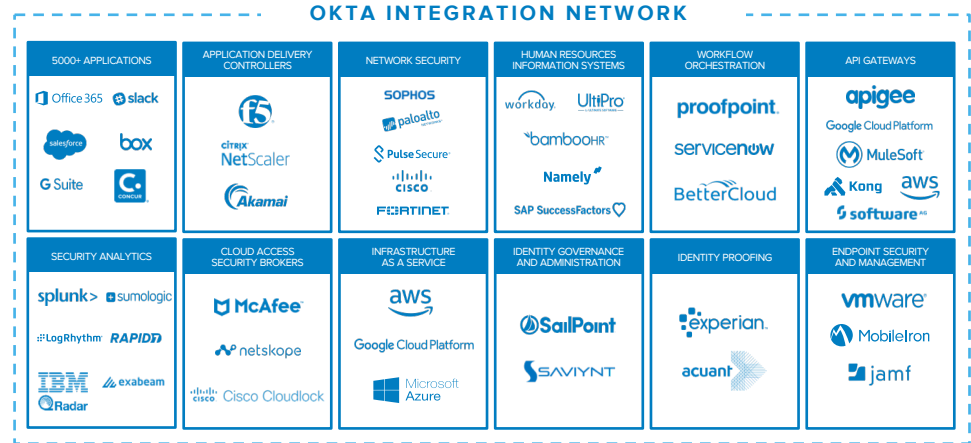 OKTA INTEGRATION NETWORK
5000+ APPLICATIONS
Office 365
slack
salesforce
box
G Suite
C.
CONCUR
APPLICATION DELIVERY
CONTROLLERS
f5
CITRIX
NetScaler
Akamai
NETWORK SECURITY
SOPHOS
paloalto
NETWORKS
Pulse Secure
CISCO
FORTINET
HUMAN RESOURCES
INFORMATION SYSTEMS
workday.
UltiPro
bambooHR
Namely
SAP SuccessFactors
WORKFLOW
ORCHESTRATION
proofpoint.
servicenow
BetterCloud
API GATEWAYS
apigee
Google Cloud Platform
MuleSoft
Kong
aws
software AG
SECURITY ANALYTICS
splunk>
sumologic
LogRhythm
RAPID7
IBM
QRadar
exabeam
CLOUD ACCESS
SECURITY BROKERS
McAfee™
netskope
CISCO Cisco Cloudlock
INFRASTRUCTURE
AS A SERVICE
aws
Google Cloud Platform
Microsoft
Azure
IDENTITY GOVERNANCE
AND ADMINISTRATION
SailPoint
SAVIYNT
IDENTITY PROOFING
experian.
acuant
ENDPOINT SECURITY
AND MANAGEMENT
vmware®
MobileIron
jamf